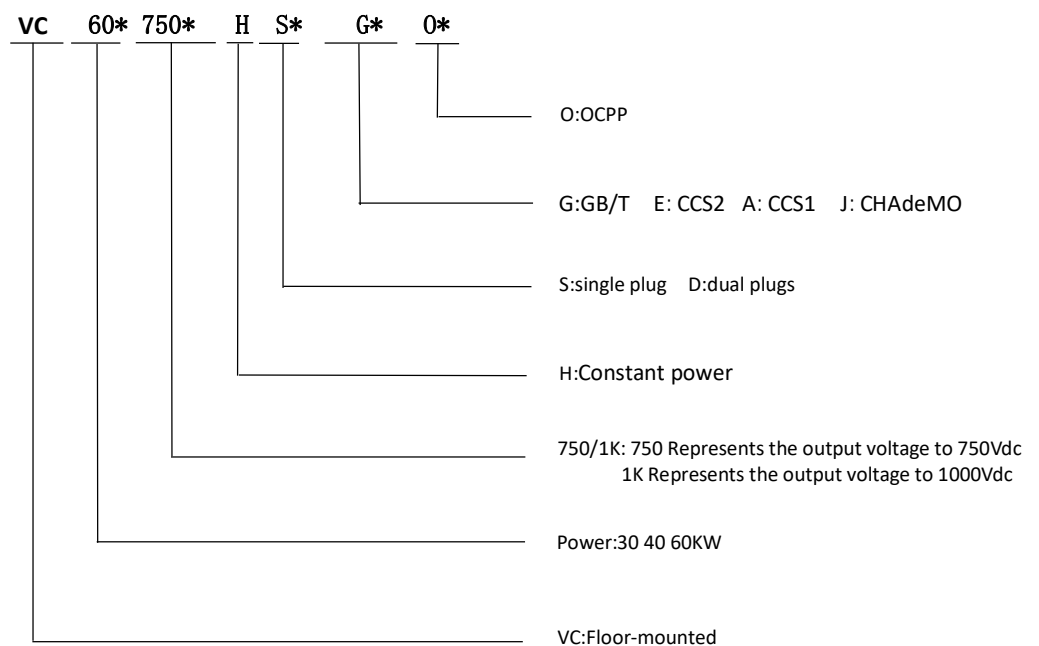 VC 60* 750* H S* G* O*
O:OCPP
G:GB/T E: CCS2 A: CCS1 J: CHAdeMO
S:single plug D:dual plugs
H:Constant power
750/1K: 750 Represents the output voltage to 750Vdc
1K Represents the output voltage to 1000Vdc
Power:30 40 60KW
VC:Floor-mounted